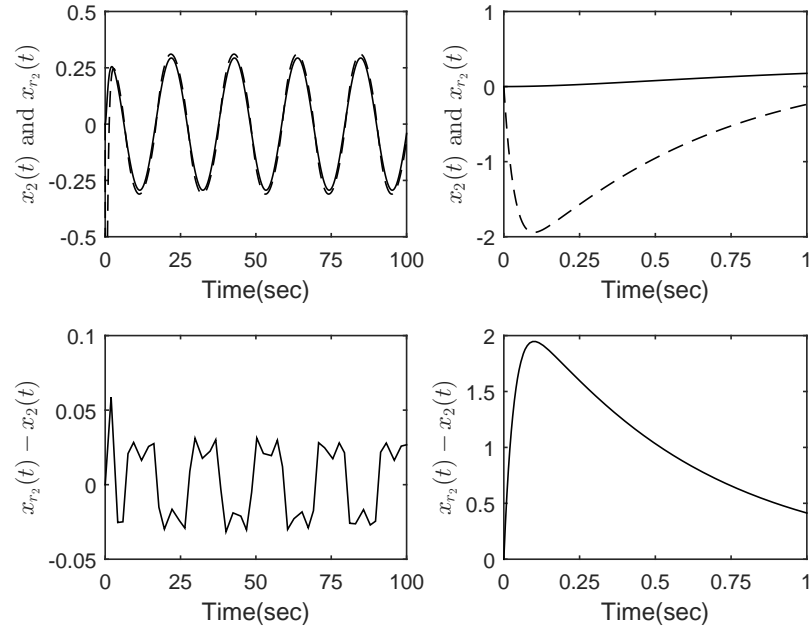 0.5
0.25
0
-0.25
-0.5
x₂(t) and xᵣ₂(t)
0 25 50 75 100
Time(sec)
1
0
-1
-2
x₂(t) and xᵣ₂(t)
0 0.25 0.5 0.75 1
Time(sec)
0.1
0.05
0
-0.05
xᵣ₂(t) − x₂(t)
0 25 50 75 100
Time(sec)
2
1.5
1
0.5
0
xᵣ₂(t) − x₂(t)
0 0.25 0.5 0.75 1
Time(sec)